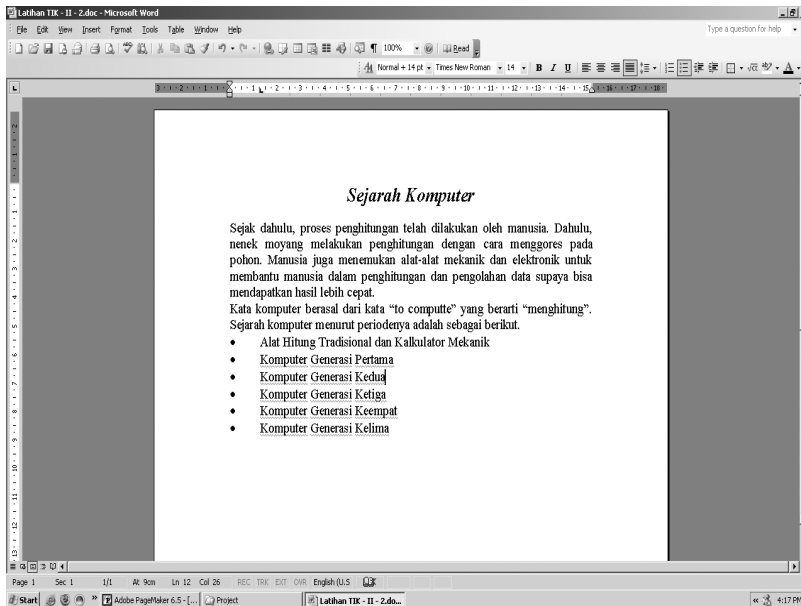 Latihan TIK - II - 2.doc - Microsoft Word
File Edit View Insert Format Tools Table Window Help Type a question for help
100% Read
Normal + 14 pt Times New Roman 14 B I U
Sejarah Komputer
Sejak dahulu, proses penghitungan telah dilakukan oleh manusia. Dahulu,
nenek moyang melakukan penghitungan dengan cara menggores pada
pohon. Manusia juga menemukan alat-alat mekanik dan elektronik untuk
membantu manusia dalam penghitungan dan pengolahan data supaya bisa
mendapatkan hasil lebih cepat.
Kata komputer berasal dari kata “to computte” yang berarti “menghitung”.
Sejarah komputer menurut periodenya adalah sebagai berikut.
• Alat Hitung Tradisional dan Kalkulator Mekanik
• Komputer Generasi Pertama
• Komputer Generasi Kedua
• Komputer Generasi Ketiga
• Komputer Generasi Keempat
• Komputer Generasi Kelima
Page 1 Sec 1 1/1 At 9cm Ln 12 Col 26 REC TRK EXT OVR English (U.S
Start Adobe PageMaker 6.5 - [... Project Latihan TIK - II - 2.do... 4:17 PM